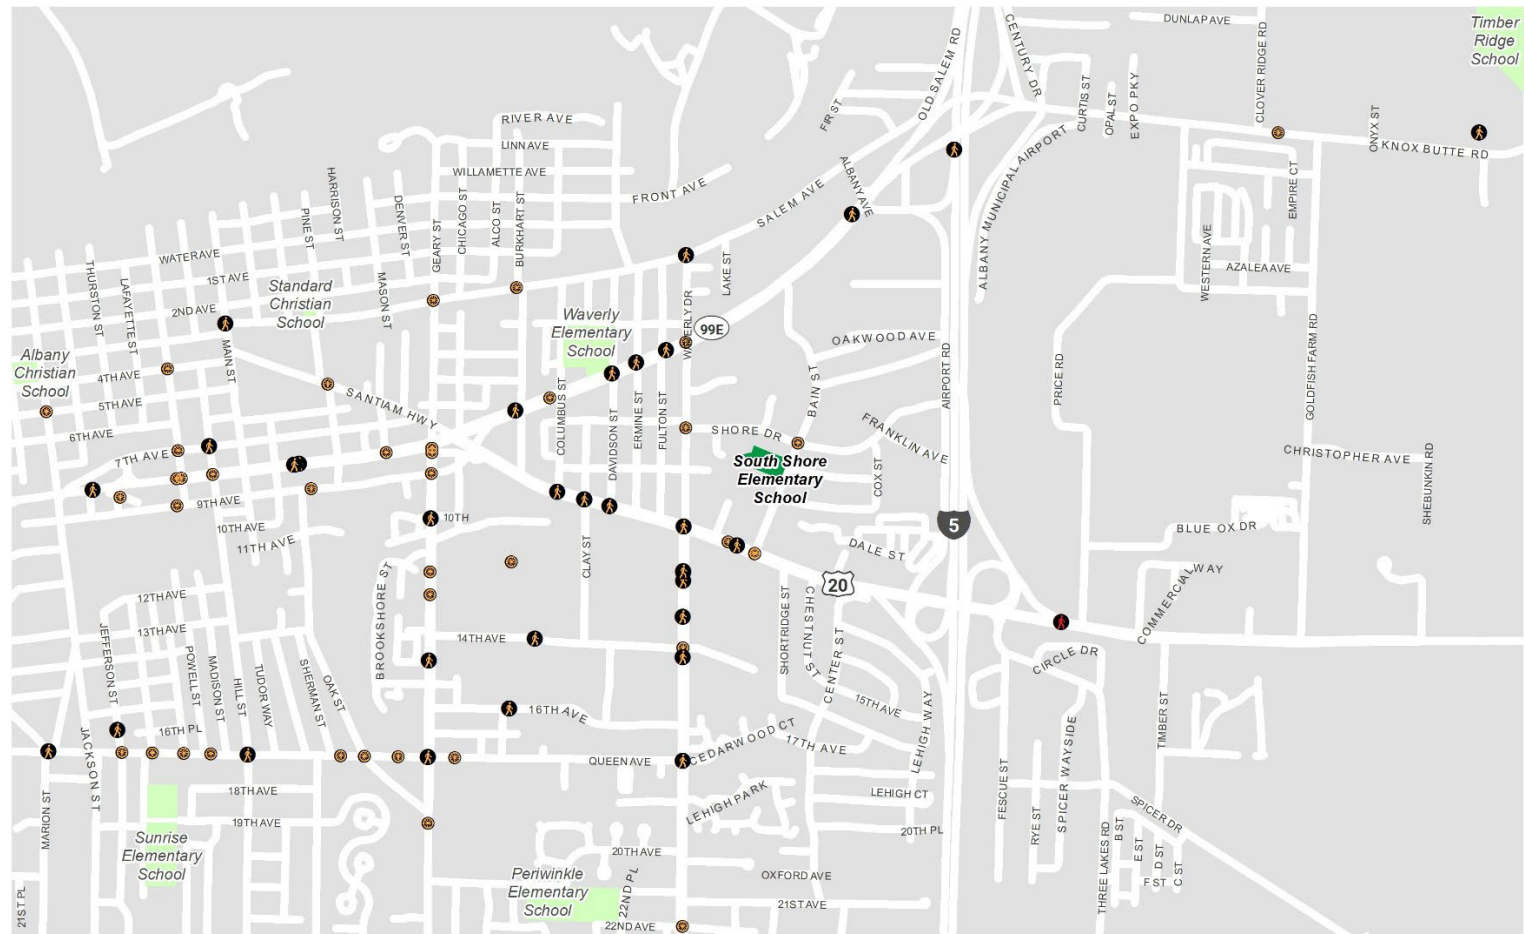 DUNLAP AVE
Timber
Ridge
School
CENTURY DR
OLD SALEM RD
CLOVER RIDGE RD
CURTIS ST
OPAL ST
EXPO PKY
FIR ST
ONYX ST
KNOX BUTTE RD
RIVER AVE
LINN AVE
WILLAMETTE AVE
FRONT AVE
SALEM AVE
ALBANY AVE
ALBANY MUNICIPAL AIRPORT
EMPIRE CT
HARRISON ST
PINE ST
DENVER ST
GEARY ST
CHICAGO ST
ALCO ST
BURKHART ST
WATER AVE
1ST AVE
2ND AVE
THURSTON ST
LAFAYETTE ST
MASON ST
LAKE ST
WESTERN AVE
AZALEA AVE
Standard
Christian
School
Waverly
Elementary
School
WAVERLY DR
99E
OAKWOOD AVE
AIRPORT RD
PRICE RD
GOLDFISH FARM RD
Albany
Christian
School
MAIN ST
4TH AVE
5TH AVE
6TH AVE
7TH AVE
SANTIAM HWY
COLUMBUS ST
DAVIDSON ST
ERMINE ST
FULTON ST
BAIN ST
SHORE DR
FRANKLIN AVE
South Shore
Elementary
School
COX ST
CHRISTOPHER AVE
SHEBUNKIN RD
9TH AVE
10TH AVE
11TH AVE
10TH
5
BLUE OX DR
DALE ST
CLAY ST
BROOKSHORE ST
20
COMMERCIAL WAY
12TH AVE
13TH AVE
14TH AVE
SHORTRIDGE ST
CHESTNUT ST
CENTER ST
CIRCLE DR
JEFFERSON ST
POWELL ST
MADISON ST
HILL ST
TUDOR WAY
SHERMAN ST
OAK ST
15TH AVE
16TH AVE
16TH PL
17TH AVE
CEDARWOOD CT
LEHIGH WAY
TIMBER ST
SPICER WAYSIDE
JACKSON ST
QUEEN AVE
MARION ST
18TH AVE
19TH AVE
LEHIGH PARK
LEHIGH CT
20TH PL
FESCUE ST
RYE ST
THREE LAKES RD
SPICER DR
B ST
E ST
D ST
C ST
F ST
Sunrise
Elementary
School
Periwinkle
Elementary
School
20TH AVE
OXFORD AVE
21ST AVE
22ND PL
22ND AVE
21ST PL